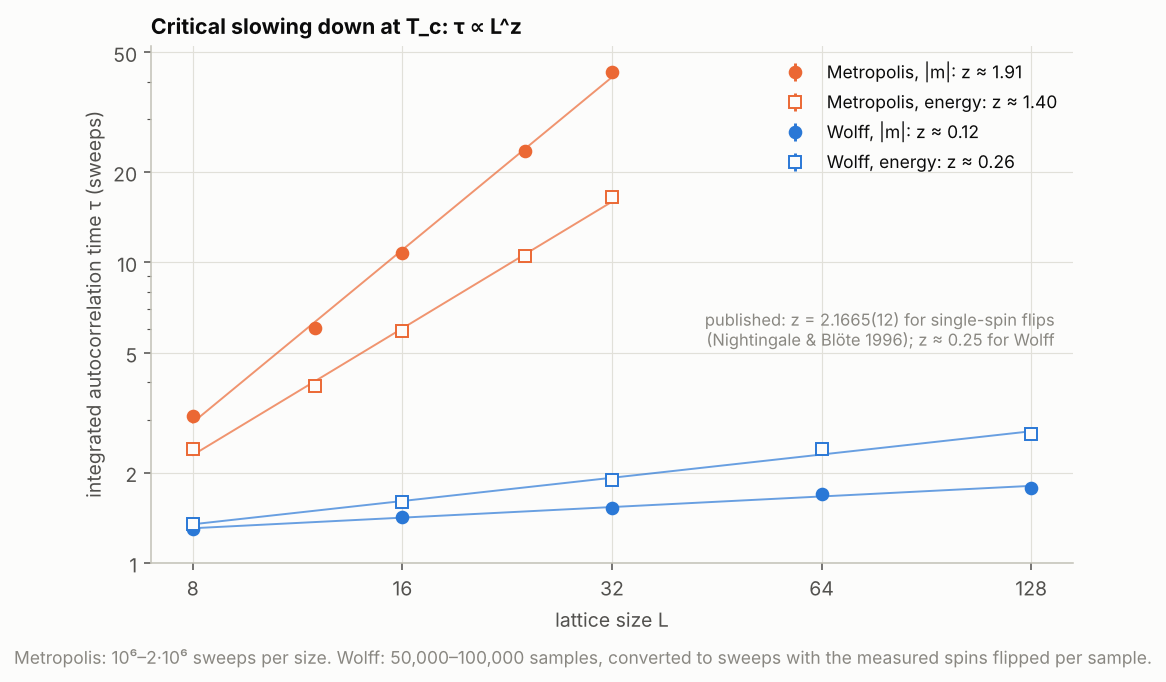 Critical slowing down at T_c: τ ∝ L^z
50
20
10
5
2
1
integrated autocorrelation time τ (sweeps)
Metropolis, |m|: z ≈ 1.91
Metropolis, energy: z ≈ 1.40
Wolff, |m|: z ≈ 0.12
Wolff, energy: z ≈ 0.26
published: z = 2.1665(12) for single-spin flips
(Nightingale & Blöte 1996); z ≈ 0.25 for Wolff
8
16
32
64
128
lattice size L
Metropolis: 10⁶–2·10⁶ sweeps per size. Wolff: 50,000–100,000 samples, converted to sweeps with the measured spins flipped per sample.